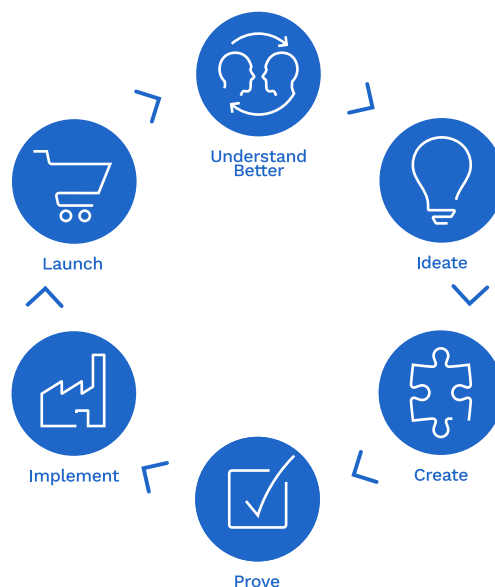 Understand
Better
Ideate
Create
Prove
Implement
Launch